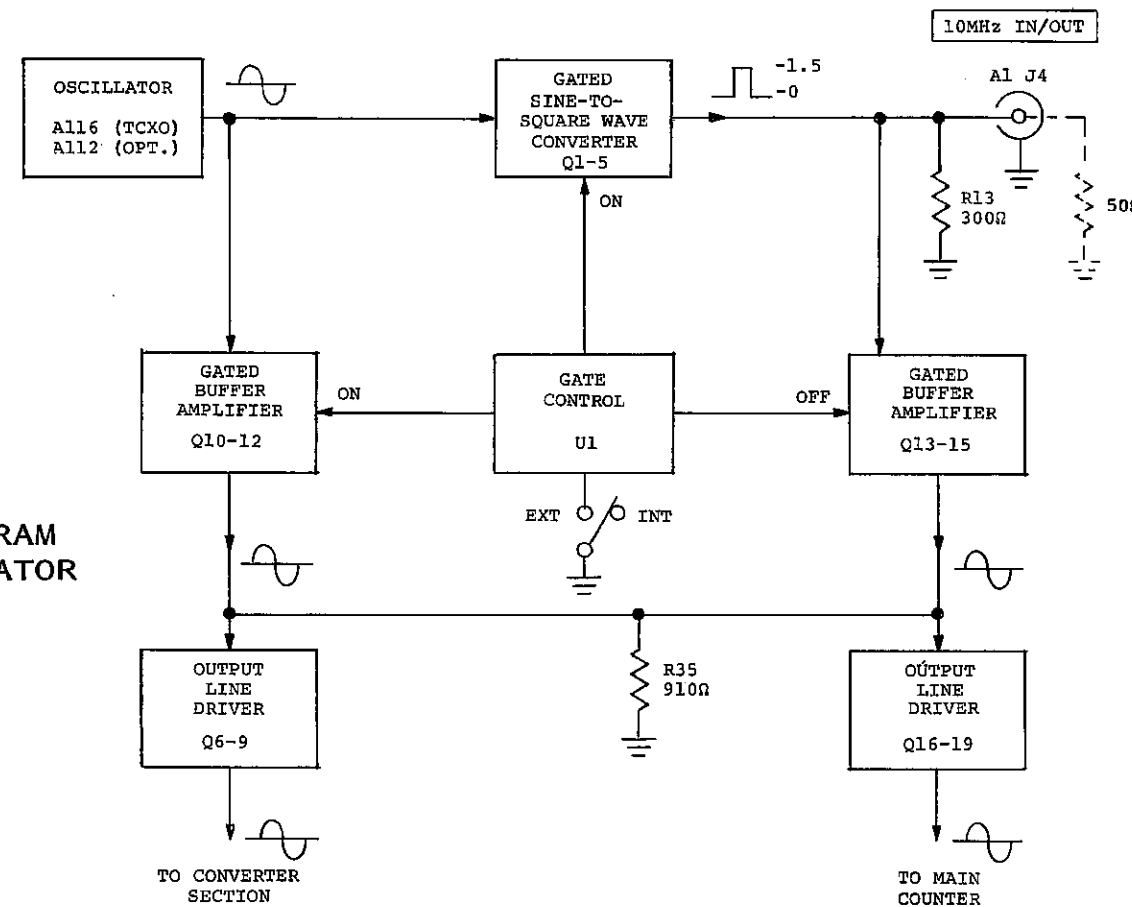 10MHz IN/OUT
OSCILLATOR
A116 (TCXO)
A112 (OPT.)
GATED
SINE-TO-
SQUARE WAVE
CONVERTER
Q1-5
-1.5
-0
A1 J4
ON
R13
300Ω
50Ω
GATED
BUFFER
AMPLIFIER
Q10-12
ON
GATE
CONTROL
U1
OFF
GATED
BUFFER
AMPLIFIER
Q13-15
EXT
INT
RAM
ATOR
OUTPUT
LINE
DRIVER
Q6-9
R35
910Ω
OUTPUT
LINE
DRIVER
Q16-19
TO CONVERTER
SECTION
TO MAIN
COUNTER